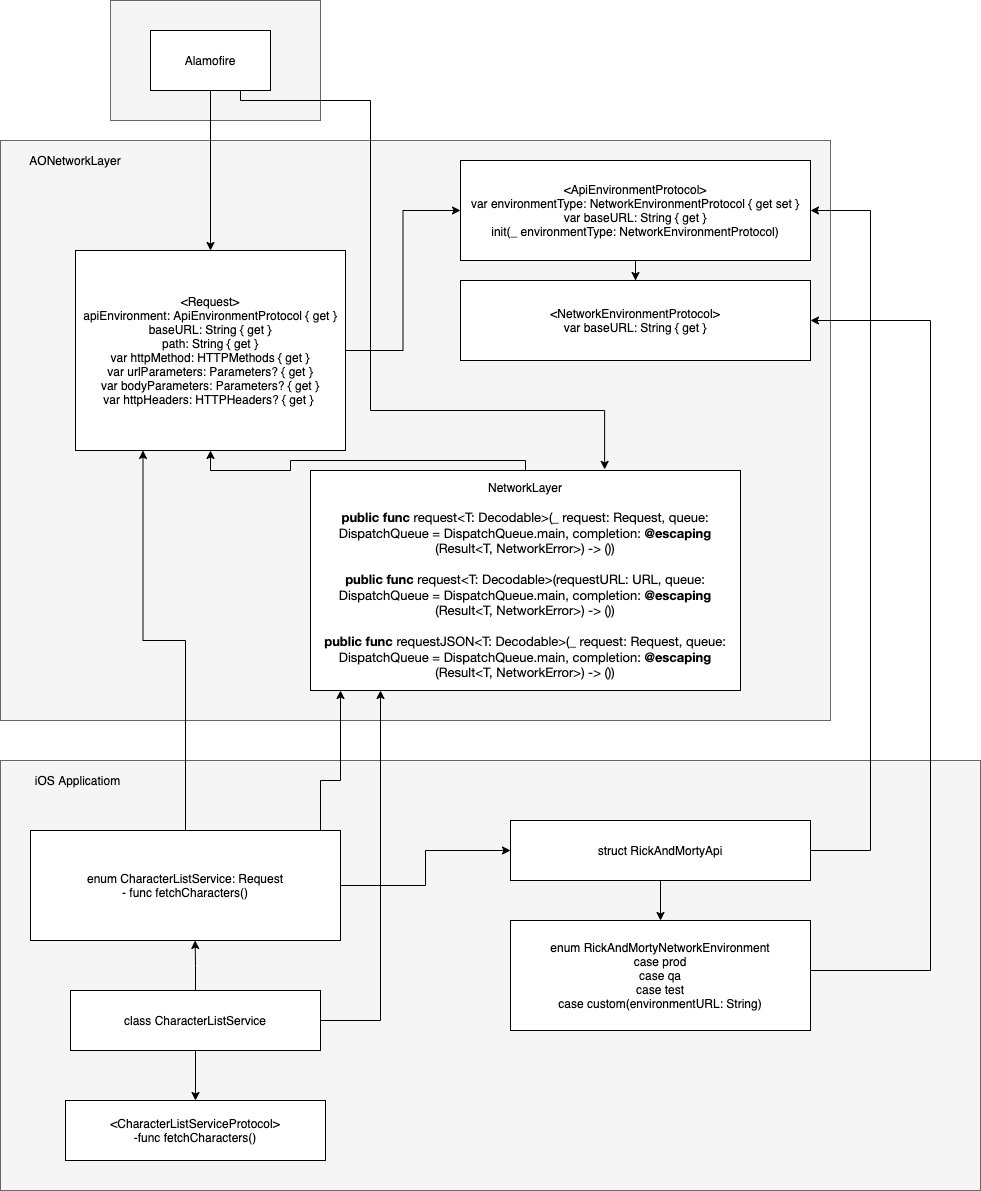 Alamofire
AONetworkLayer
<ApiEnvironmentProtocol>
var environmentType: NetworkEnvironmentProtocol { get set }
var baseURL: String { get }
init(_ environmentType: NetworkEnvironmentProtocol)
<NetworkEnvironmentProtocol>
var baseURL: String { get }
<Request>
apiEnvironment: ApiEnvironmentProtocol { get }
baseURL: String { get }
path: String { get }
var httpMethod: HTTPMethods { get }
var urlParameters: Parameters? { get }
var bodyParameters: Parameters? { get }
var httpHeaders: HTTPHeaders? { get }
NetworkLayer
public func request<T: Decodable>(_ request: Request, queue:
DispatchQueue = DispatchQueue.main, completion: @escaping
(Result<T, NetworkError>) -> ())
public func request<T: Decodable>(requestURL: URL, queue:
DispatchQueue = DispatchQueue.main, completion: @escaping
(Result<T, NetworkError>) -> ())
public func requestJSON<T: Decodable>(_ request: Request, queue:
DispatchQueue = DispatchQueue.main, completion: @escaping
(Result<T, NetworkError>) -> ())
iOS Applicatiom
enum CharacterListService: Request
- func fetchCharacters()
struct RickAndMortyApi
enum RickAndMortyNetworkEnvironment
case prod
case qa
case test
case custom(environmentURL: String)
class CharacterListService
<CharacterListServiceProtocol>
-func fetchCharacters()